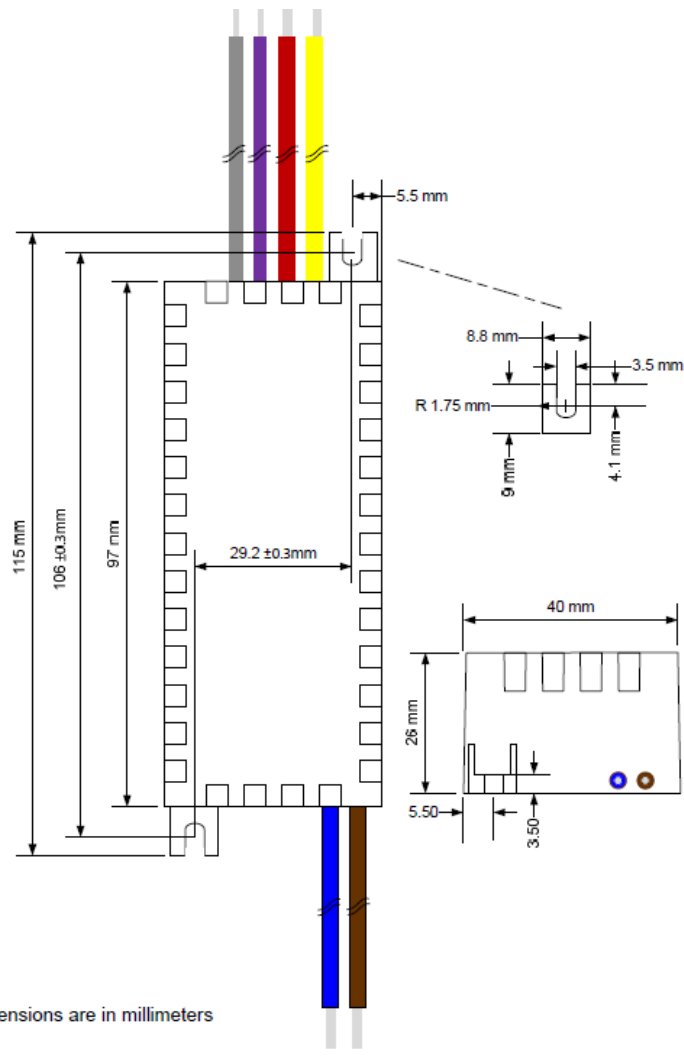 5.5 mm
8.8 mm
3.5 mm
R 1.75 mm
9 mm
4.1 mm
115 mm
106 ±0.3mm
97 mm
29.2 ±0.3mm
40 mm
26 mm
5.50
3.50
ensions are in millimeters